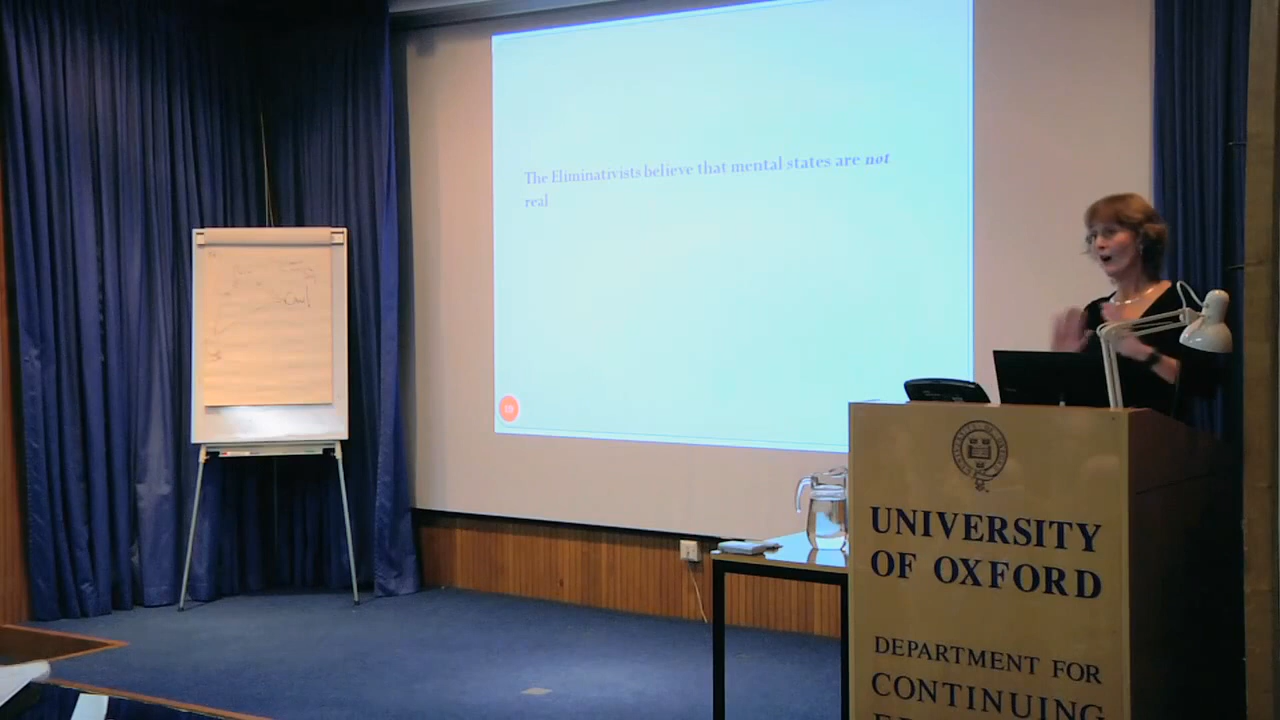 The Eliminativists believe that mental states are not
real
UNIVERSITY
OF OXFORD
DEPARTMENT FOR
CONTINUING